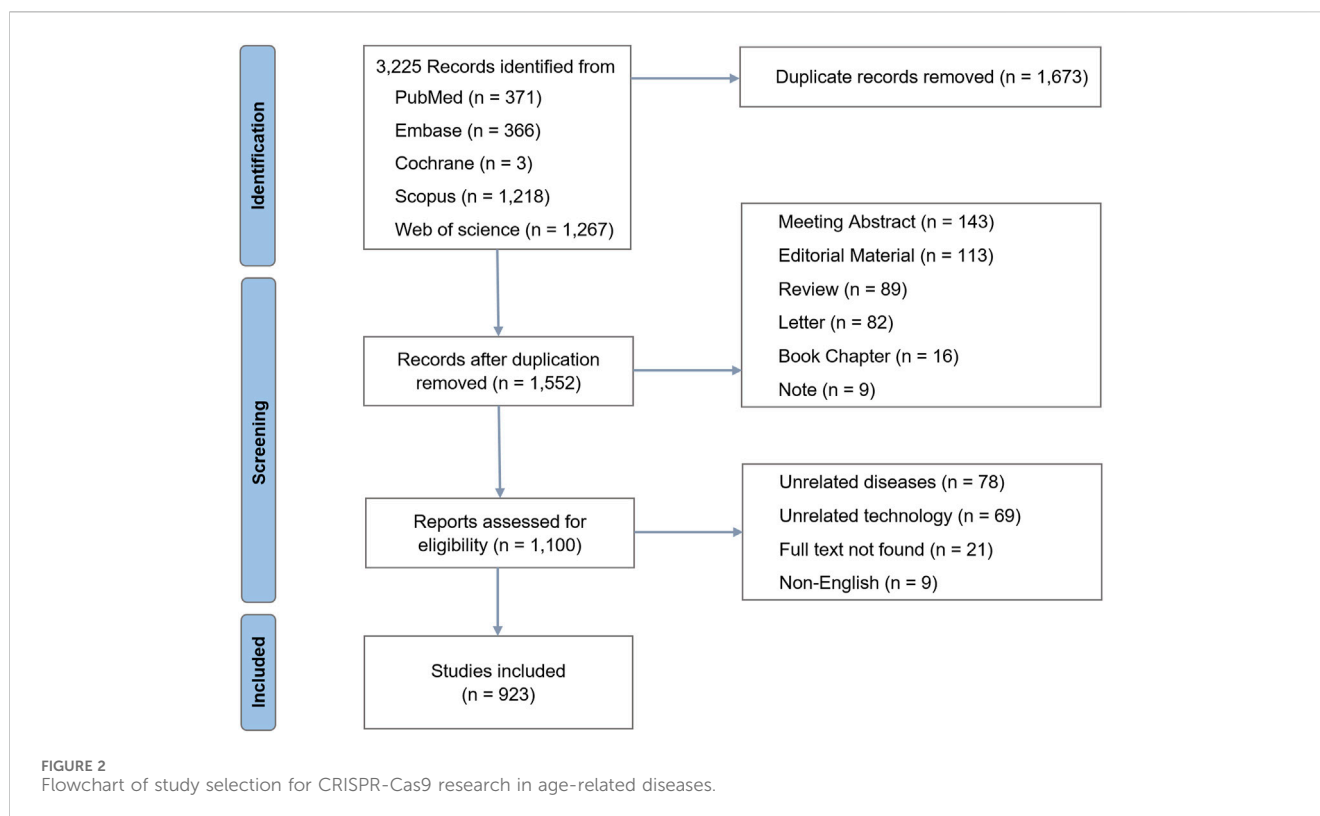 Identification
3,225 Records identified from
PubMed (n = 371)
Embase (n = 366)
Cochrane (n = 3)
Scopus (n = 1,218)
Web of science (n = 1,267)
Duplicate records removed (n = 1,673)
Screening
Records after duplication
removed (n = 1,552)
Meeting Abstract (n = 143)
Editorial Material (n = 113)
Review (n = 89)
Letter (n = 82)
Book Chapter (n = 16)
Note (n = 9)
Reports assessed for
eligibility (n = 1,100)
Unrelated diseases (n = 78)
Unrelated technology (n = 69)
Full text not found (n = 21)
Non-English (n = 9)
Included
Studies included
(n = 923)
FIGURE 2
Flowchart of study selection for CRISPR-Cas9 research in age-related diseases.